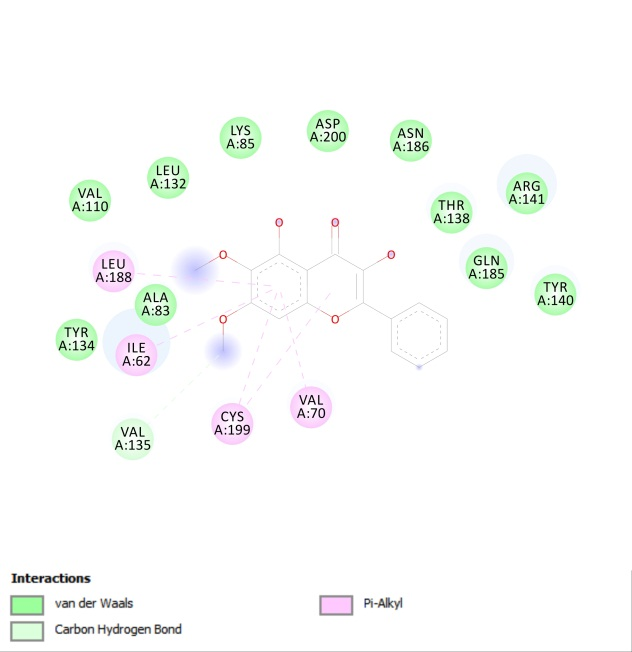 LYS
A:85
ASP
A:200
ASN
A:186
LEU
A:132
VAL
A:110
THR
A:138
ARG
A:141
LEU
A:188
GLN
A:185
TYR
A:140
ALA
A:83
TYR
A:134
ILE
A:62
VAL
A:135
CYS
A:199
VAL
A:70
O
O
O
O
O
O
Interactions
van der Waals
Carbon Hydrogen Bond
Pi-Alkyl